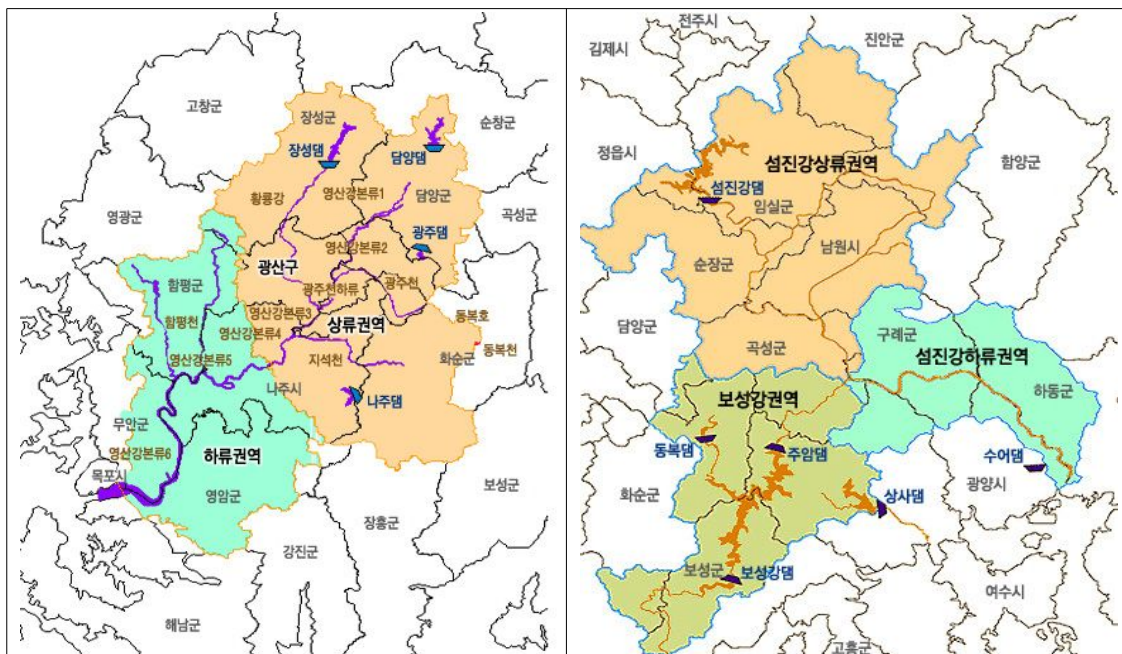 고창군
장성군
순창군
장성댐
담양댐
황룡강
영산강본류1
담양군
영광군
곡성군
광주댐
영산강본류2
광산구
함평군
광주천하류
광주천
영산강본류3
동복호
함평천
영산강본류4
상류권역
동복천
영산강본류5
지석천
화순군
나주시
나주댐
무안군
영산강본류6
하류권역
목포시
영암군
보성군
장흥군
강진군
해남군
전주시
김제시
진안군
정읍시
섬진강상류권역
함양군
섬진강댐
임실군
남원시
순장군
담양군
구례군
곡성군
섬진강하류권역
하동군
보성강권역
동복댐
주암댐
수어댐
화순군
광양시
상사댐
보성군
보성강댐
여수시
고흥군